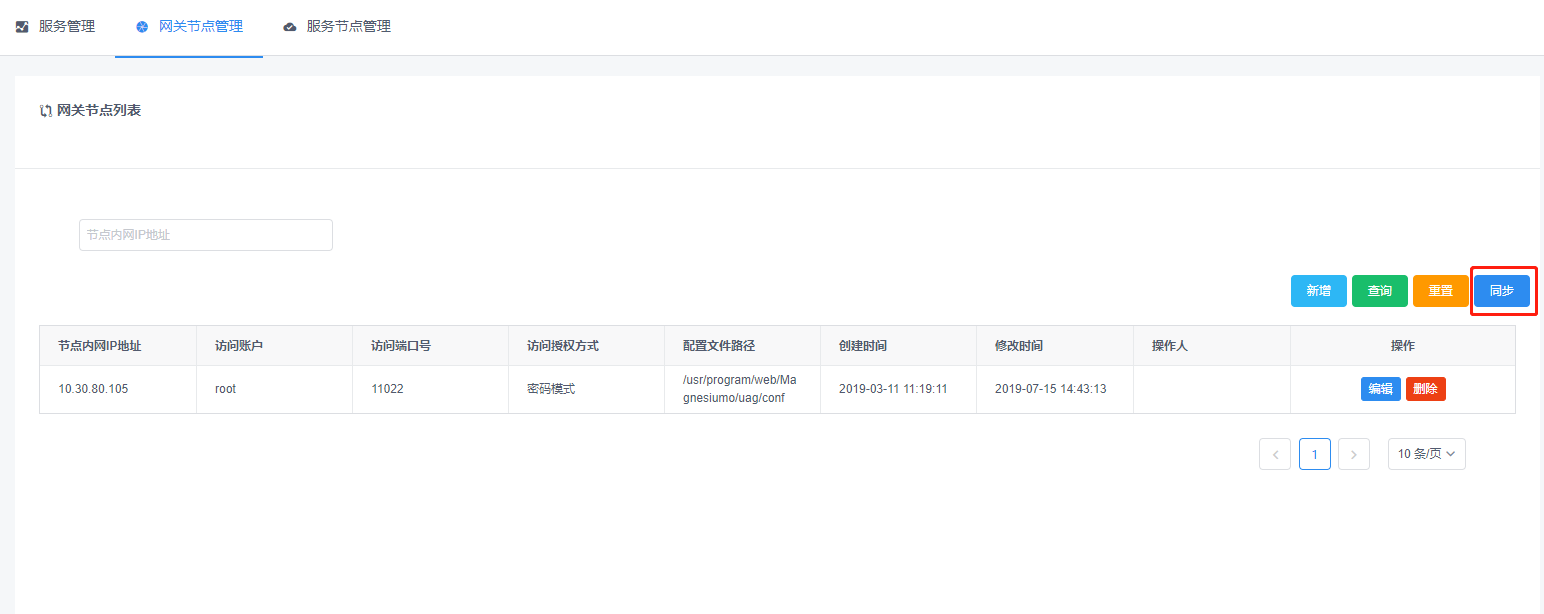 服务管理 网关节点管理 服务节点管理
网关节点列表
节点内网IP地址
新增 查询 重置 同步
节点内网IP地址 访问账户 访问端口号 访问授权方式 配置文件路径 创建时间 修改时间 操作人 操作
10.30.80.105 root 11022 密码模式 /usr/program/web/Ma 2019-03-11 11:19:11 2019-07-15 14:43:13 编辑 删除
gnesiumo/uag/conf
1 10 条/页